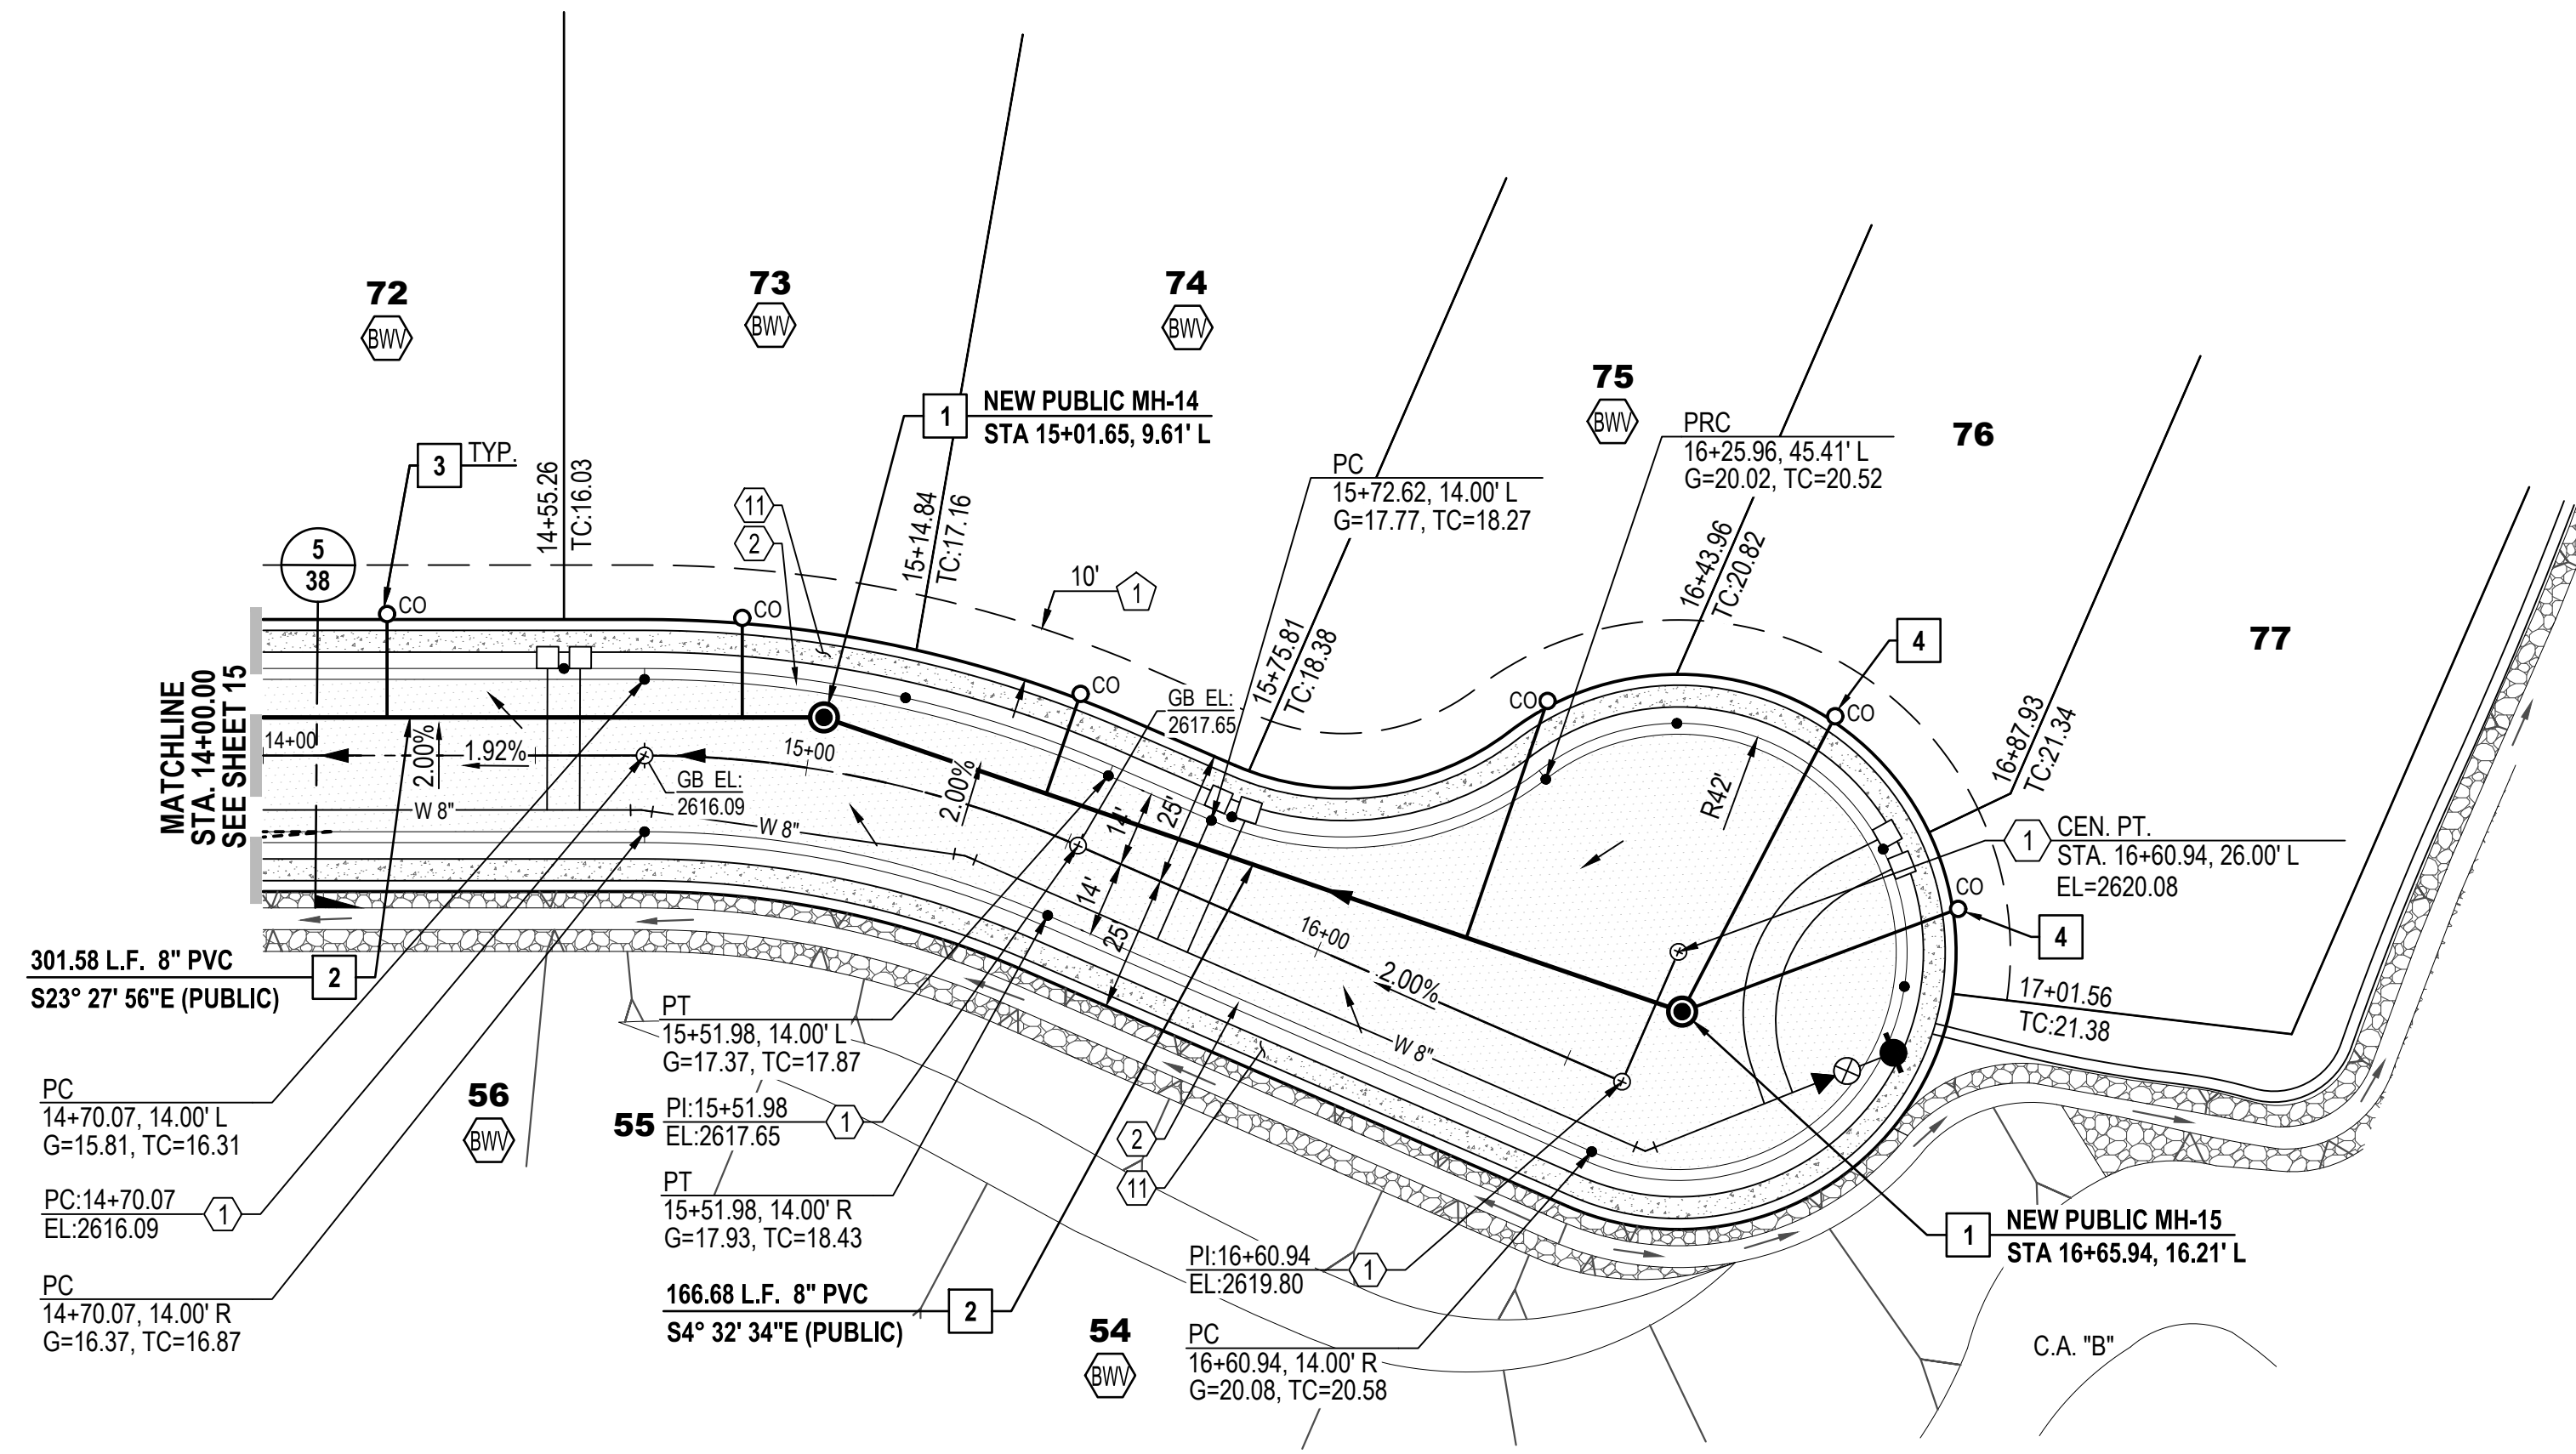 72
BWV
73
BWV
74
BWV
75
BWV
76
77
1
NEW PUBLIC MH-14
STA 15+01.65, 9.61' L
3
TYP.
PRC
16+25.96, 45.41' L
G=20.02, TC=20.52
PC
15+72.62, 14.00' L
G=17.77, TC=18.27
14+55.26
TC:16.03
11
2
15+14.84
TC:17.16
10'
1
15+75.81
TC:18.38
16+43.96
TC:20.82
16+87.93
TC:21.34
17+01.56
TC:21.38
5
38
CO
CO
CO
CO
CO
CO
4
4
MATCHLINE
STA. 14+00.00
SEE SHEET 15
14+00
2.00%
1.92%
15+00
GB EL:
2616.09
GB EL:
2617.65
2.00%
W 8"
W 8"
14'
25'
14'
25'
R42'
16+00
2.00%
W 8"
1
CEN. PT.
STA. 16+60.94, 26.00' L
EL=2620.08
301.58 L.F. 8" PVC
S23° 27' 56"E (PUBLIC)
2
PC
14+70.07, 14.00' L
G=15.81, TC=16.31
PC:14+70.07
EL:2616.09
1
PC
14+70.07, 14.00' R
G=16.37, TC=16.87
56
BWV
PT
15+51.98, 14.00' L
G=17.37, TC=17.87
55
PI:15+51.98
EL:2617.65
1
PT
15+51.98, 14.00' R
G=17.93, TC=18.43
166.68 L.F. 8" PVC
S4° 32' 34"E (PUBLIC)
2
2
11
54
BWV
PI:16+60.94
EL:2619.80
1
PC
16+60.94, 14.00' R
G=20.08, TC=20.58
1
NEW PUBLIC MH-15
STA 16+65.94, 16.21' L
C.A. "B"